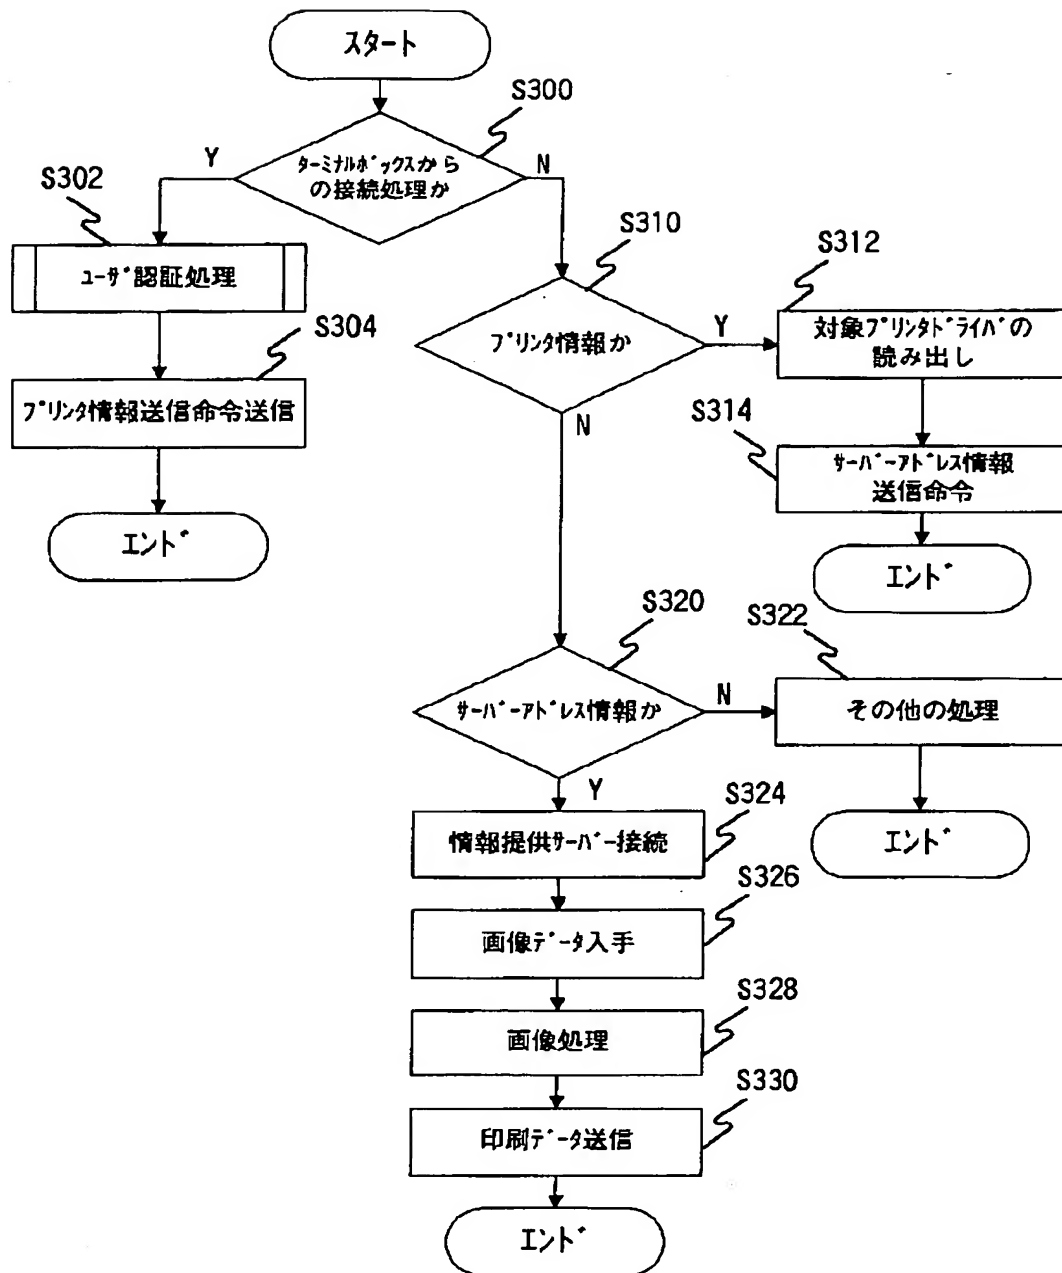 スタート
S300
ﾀｰﾐﾅﾙﾎﾞｯｸｽから
の接続処理か
Y
N
S302
ﾕｰｻﾞ認証処理
S304
ﾌﾟﾘﾝﾀ情報送信命令送信
エンド
S310
ﾌﾟﾘﾝﾀ情報か
Y
N
S312
対象ﾌﾟﾘﾝﾀﾄﾞﾗｲﾊﾞの
読み出し
S314
ｻｰﾊﾞｰｱﾄﾞﾚｽ情報
送信命令
エンド
S320
ｻｰﾊﾞｰｱﾄﾞﾚｽ情報か
N
Y
S322
その他の処理
エンド
S324
情報提供ｻｰﾊﾞｰ接続
S326
画像ﾃﾞｰﾀ入手
S328
画像処理
S330
印刷ﾃﾞｰﾀ送信
エンド